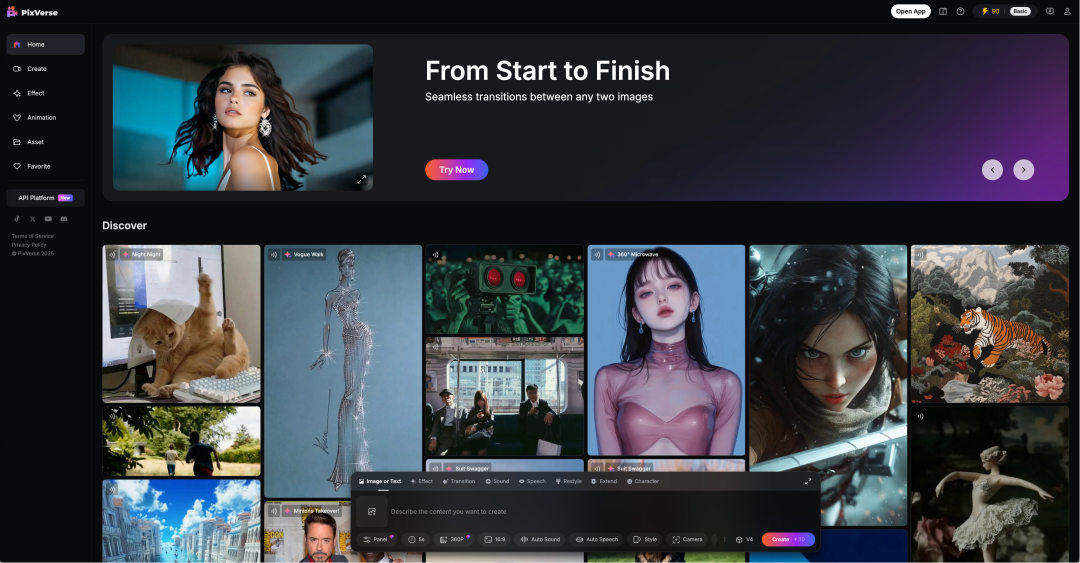 PixVerse
Open App
90
Basic
Home
Create
Effect
Animation
Asset
Favorite
API Platform New
Terms of Service
Privacy Policy
© PixVerse 2025
From Start to Finish
Seamless transitions between any two images
Try Now
Discover
Night Night
Vogue Walk
360° Microwave
Suit Swagger
Suit Swagger
Minions Takeover!
Image or Text
Effect
Transition
Sound
Speech
Restyle
Extend
Character
Describe the content you want to create
Panel
5s
360P
16:9
Auto Sound
Auto Speech
Style
Camera
V4
Create
30